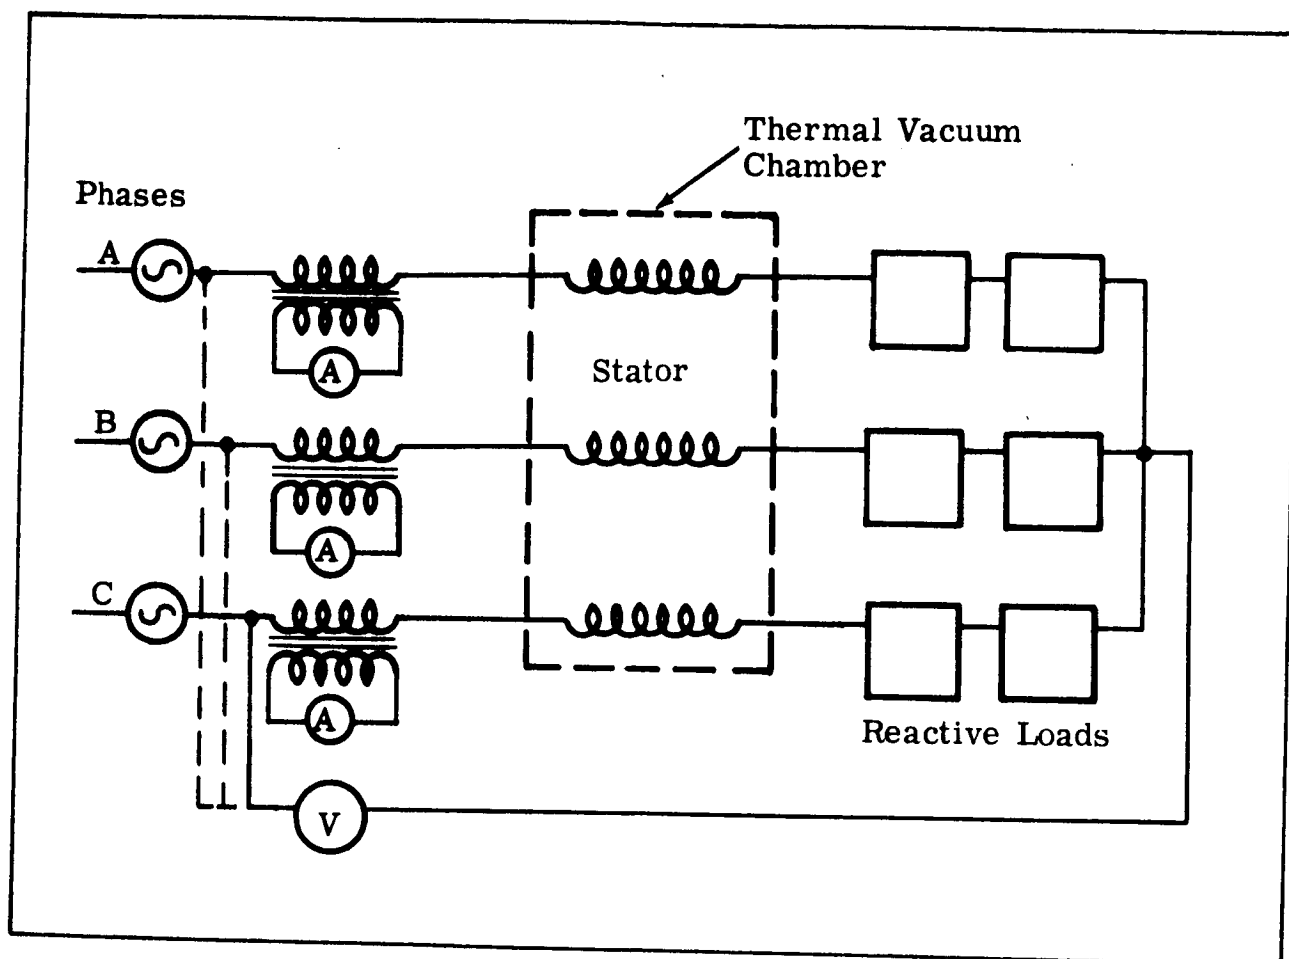 Thermal Vacuum
Chamber
Phases
A
A
Stator
B
A
C
A
Reactive Loads
V